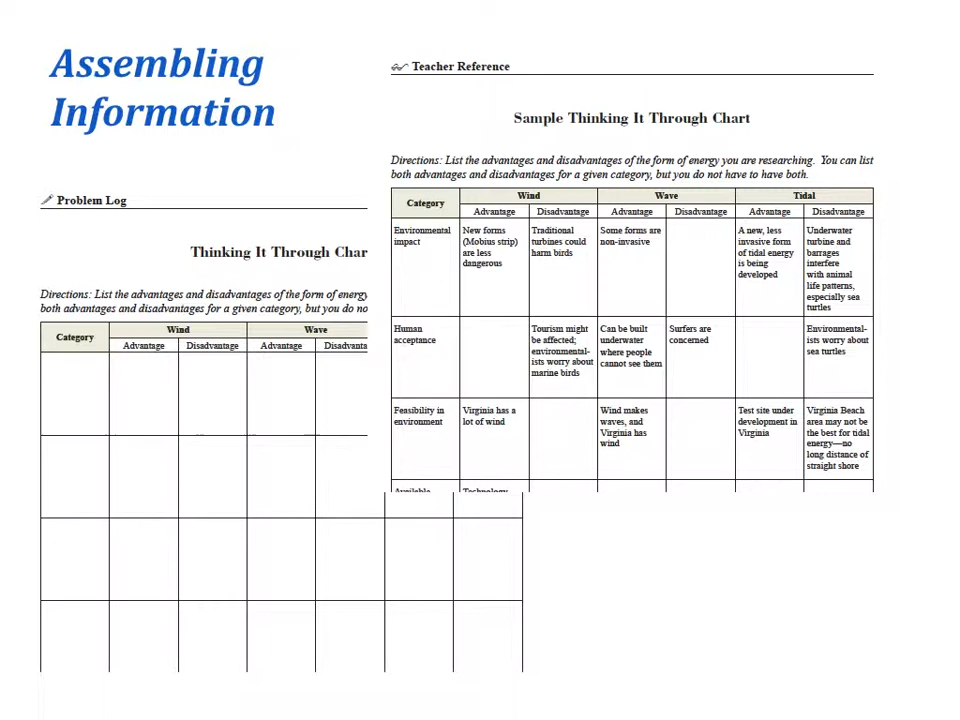 Assembling
Information
Problem Log
Thinking It Through Char
Directions: List the advantages and disadvantages of the form of energy
both advantages and disadvantages for a given category, but you do no
Category
Wind
Wave
Advantage
Disadvantage
Advantage
Disadvanta
Teacher Reference
Sample Thinking It Through Chart
Directions: List the advantages and disadvantages of the form of energy you are researching.  You can list
both advantages and disadvantages for a given category, but you do not have to have both.
Category
Wind
Wave
Tidal
Advantage
Disadvantage
Advantage
Disadvantage
Advantage
Disadvantage
Environmental
impact
New forms
(Mobius strip)
are less
dangerous
Traditional
turbines could
harm birds
Some forms are
non-invasive
A new, less
invasive form
of tidal energy
is being
developed
Underwater
turbine and
barrages
interfere
with animal
life patterns,
especially sea
turtles
Human
acceptance
Tourism might
be affected;
environmental-
ists worry about
marine birds
Can be built
underwater
where people
cannot see them
Surfers are
concerned
Environmental-
ists worry about
sea turtles
Feasibility in
environment
Virginia has a
lot of wind
Wind makes
waves, and
Virginia has
wind
Test site under
development in
Virginia
Virginia Beach
area may not be
the best for tidal
energy—no
long distance of
straight shore
Available
Technology